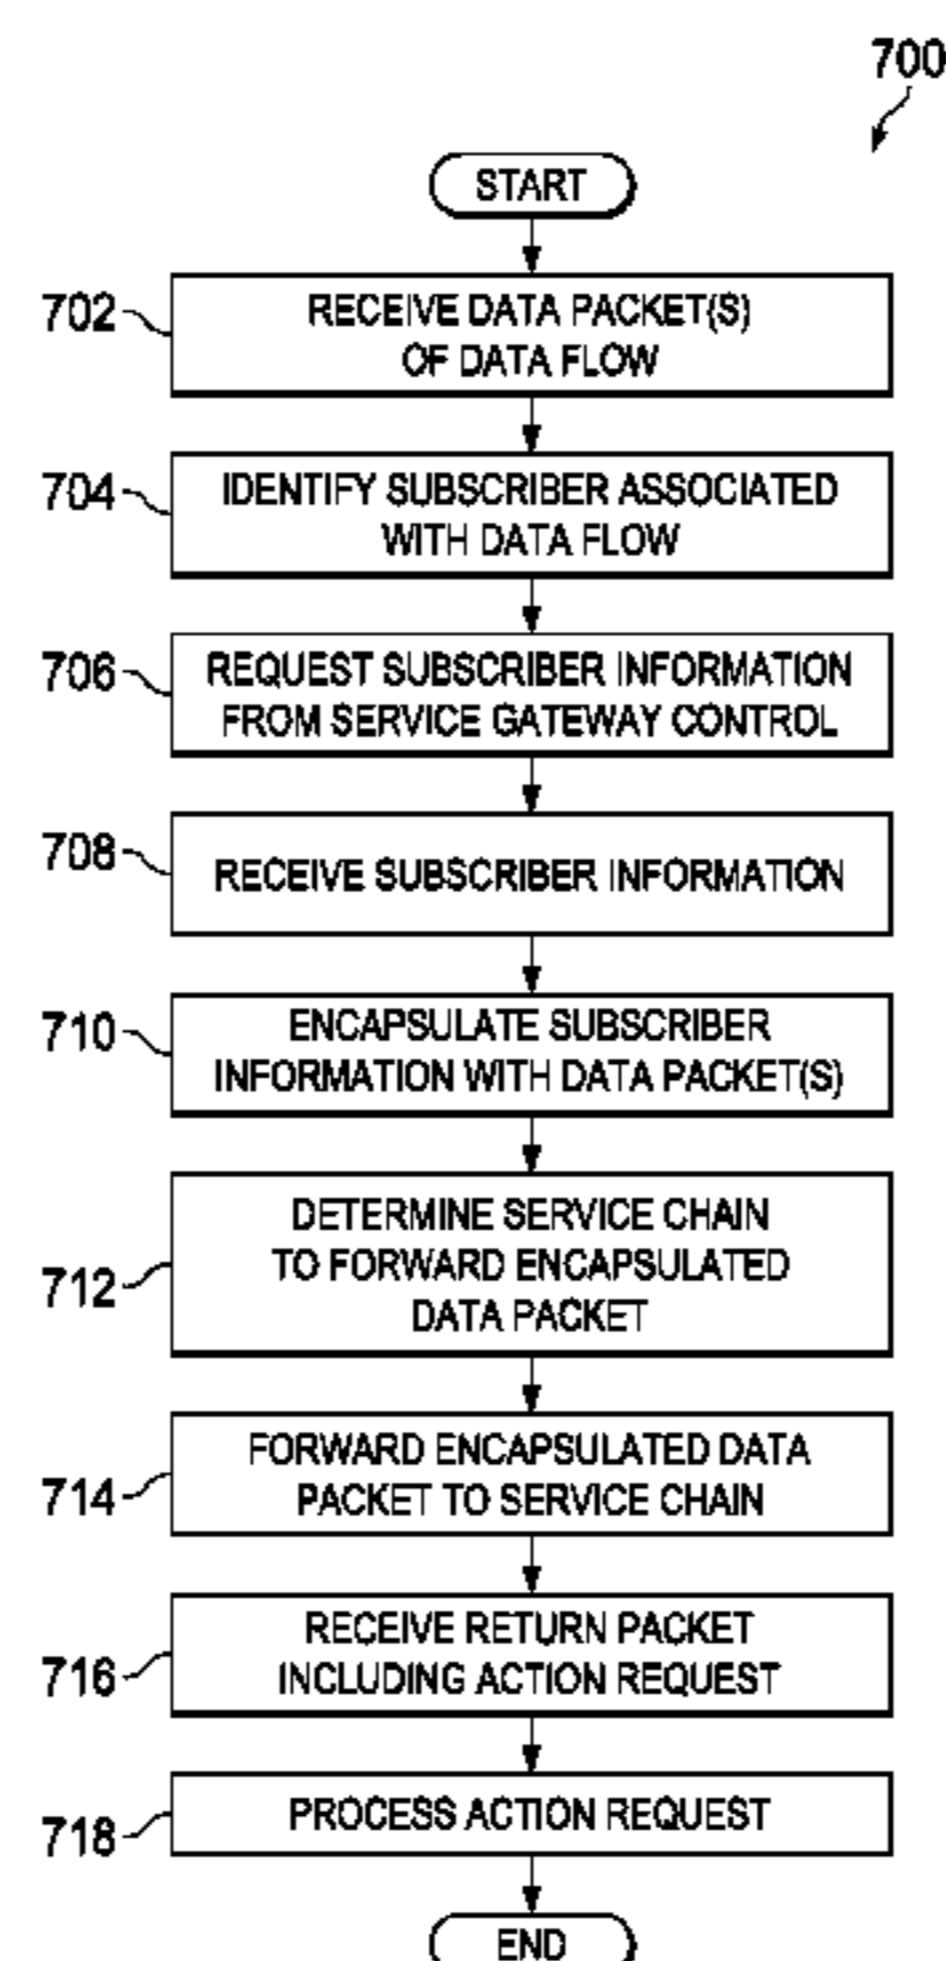 700
START
702
RECEIVE DATA PACKET(S)
OF DATA FLOW
704
IDENTIFY SUBSCRIBER ASSOCIATED
WITH DATA FLOW
706
REQUEST SUBSCRIBER INFORMATION
FROM SERVICE GATEWAY CONTROL
708
RECEIVE SUBSCRIBER INFORMATION
710
ENCAPSULATE SUBSCRIBER
INFORMATION WITH DATA PACKET(S)
712
DETERMINE SERVICE CHAIN
TO FORWARD ENCAPSULATED
DATA PACKET
714
FORWARD ENCAPSULATED DATA
PACKET TO SERVICE CHAIN
716
RECEIVE RETURN PACKET
INCLUDING ACTION REQUEST
718
PROCESS ACTION REQUEST
END